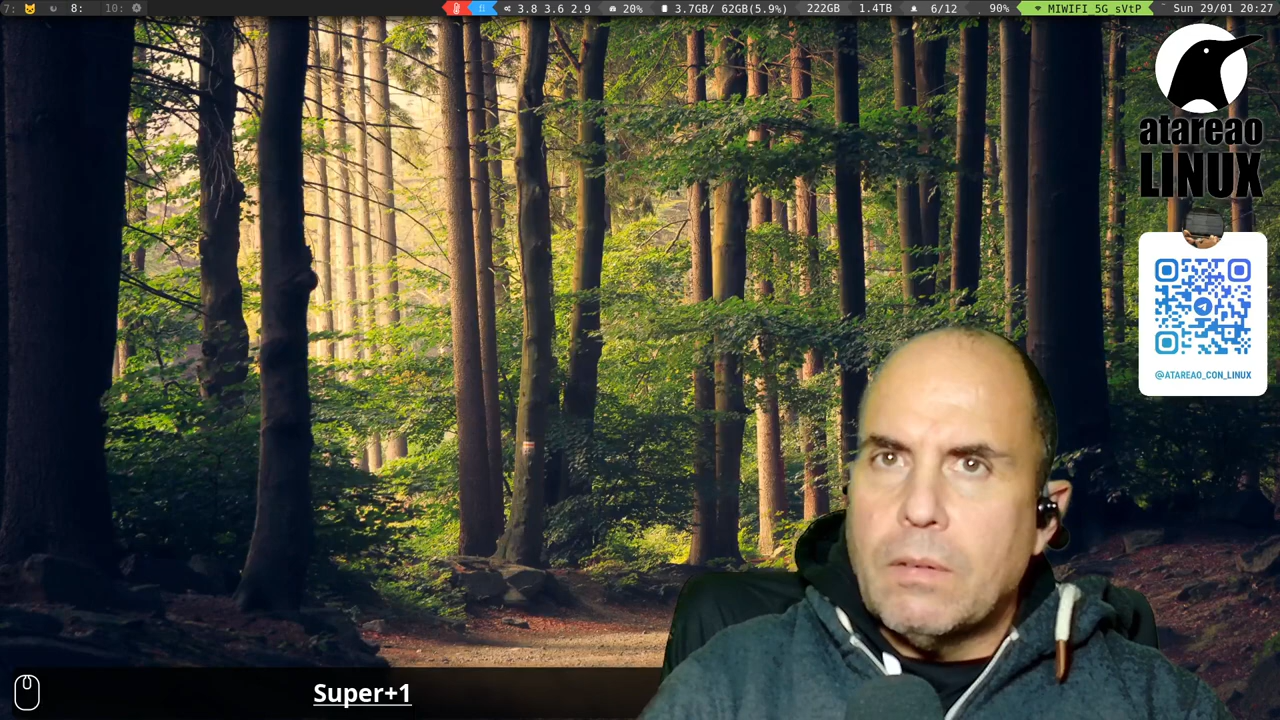 7: 8: 10: 3.8 3.6 2.9 20% 3.7GB/ 62GB(5.9%) 222GB 1.4TB 6/12 90% MIWIFI 5G sVtP Sun 29/01 20:27
atareao
LINUX
@ATAREAO_CON_LINUX
Super+1